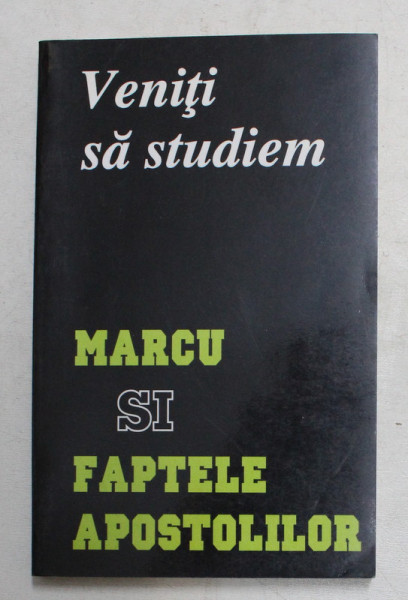 Veniţi
să studiem
MARCU
SI
FAPTELE
APOSTOLILOR